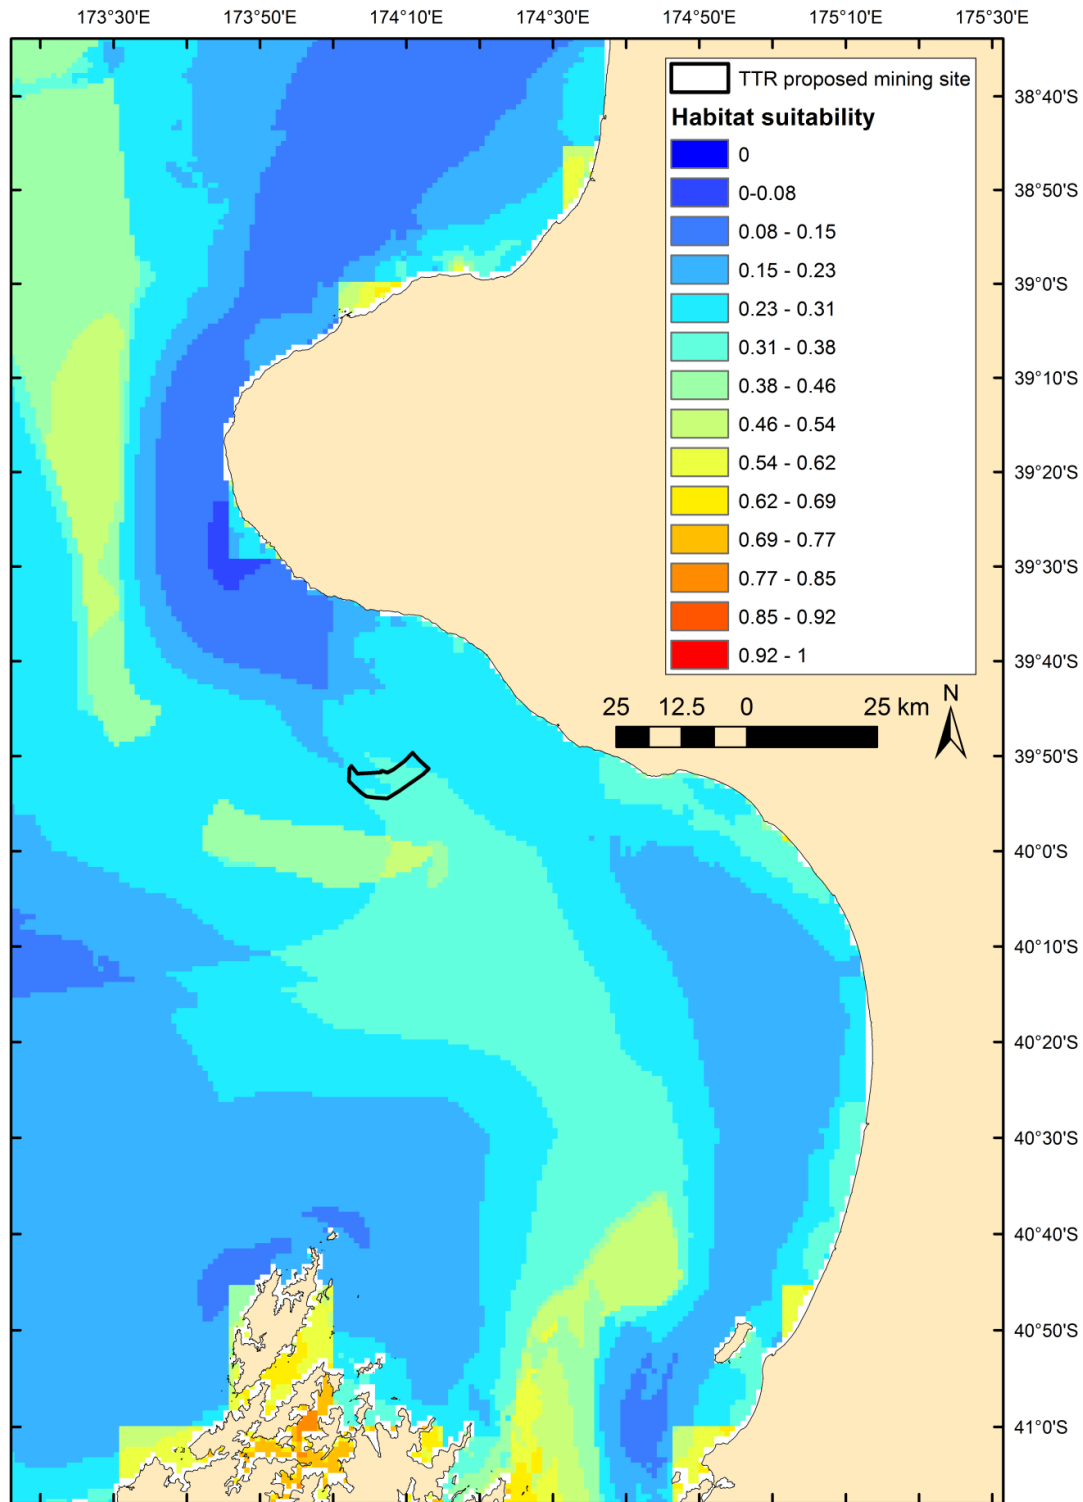 173°30'E 173°50'E 174°10'E 174°30'E 174°50'E 175°10'E 175°30'E
TTR proposed mining site
Habitat suitability
0
0-0.08
0.08 - 0.15
0.15 - 0.23
0.23 - 0.31
0.31 - 0.38
0.38 - 0.46
0.46 - 0.54
0.54 - 0.62
0.62 - 0.69
0.69 - 0.77
0.77 - 0.85
0.85 - 0.92
0.92 - 1
25 12.5 0 25 km
N
38°40'S
38°50'S
39°0'S
39°10'S
39°20'S
39°30'S
39°40'S
39°50'S
40°0'S
40°10'S
40°20'S
40°30'S
40°40'S
40°50'S
41°0'S